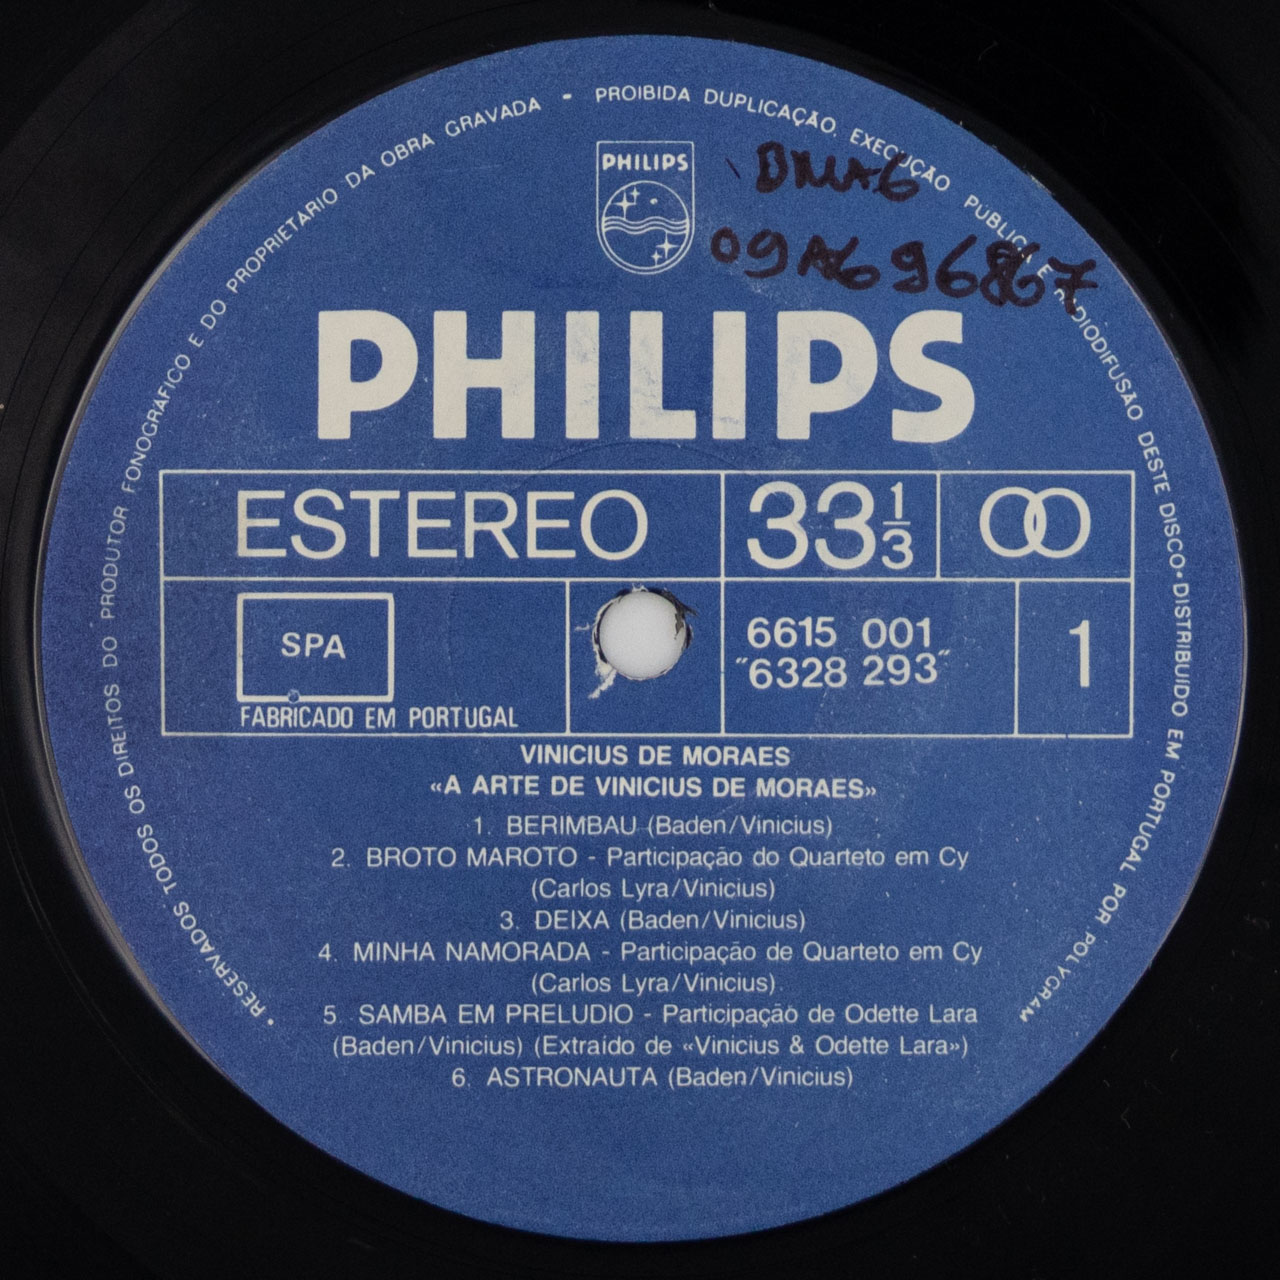 • RESERVADOS TODOS OS DIREITOS DO PRODUTOR FONOGRÁFICO E DO PROPRIETARIO DA OBRA GRAVADA - PROIBIDA DUPLICAÇÃO, EXECUÇÃO PÚBLICA E RADIODIFUSÃO DESTE DISCO • DISTRIBUIDO EM PORTUGAL POR POLYGRAM
PHILIPS
09A696867
PHILIPS
ESTEREO 33 1/3
SPA
6615 001
"6328 293"
1
FABRICADO EM PORTUGAL
VINICIUS DE MORAES
«A ARTE DE VINICIUS DE MORAES»
1. BERIMBAU (Baden/Vinicius)
2. BROTO MAROTO - Participação do Quarteto em Cy
(Carlos Lyra/Vinicius)
3. DEIXA (Baden/Vinicius)
4. MINHA NAMORADA - Participação de Quarteto em Cy
(Carlos Lyra/Vinicius)
5. SAMBA EM PRELUDIO - Participação de Odette Lara
(Baden/Vinicius) (Extraído de «Vinicius & Odette Lara»)
6. ASTRONAUTA (Baden/Vinicius)